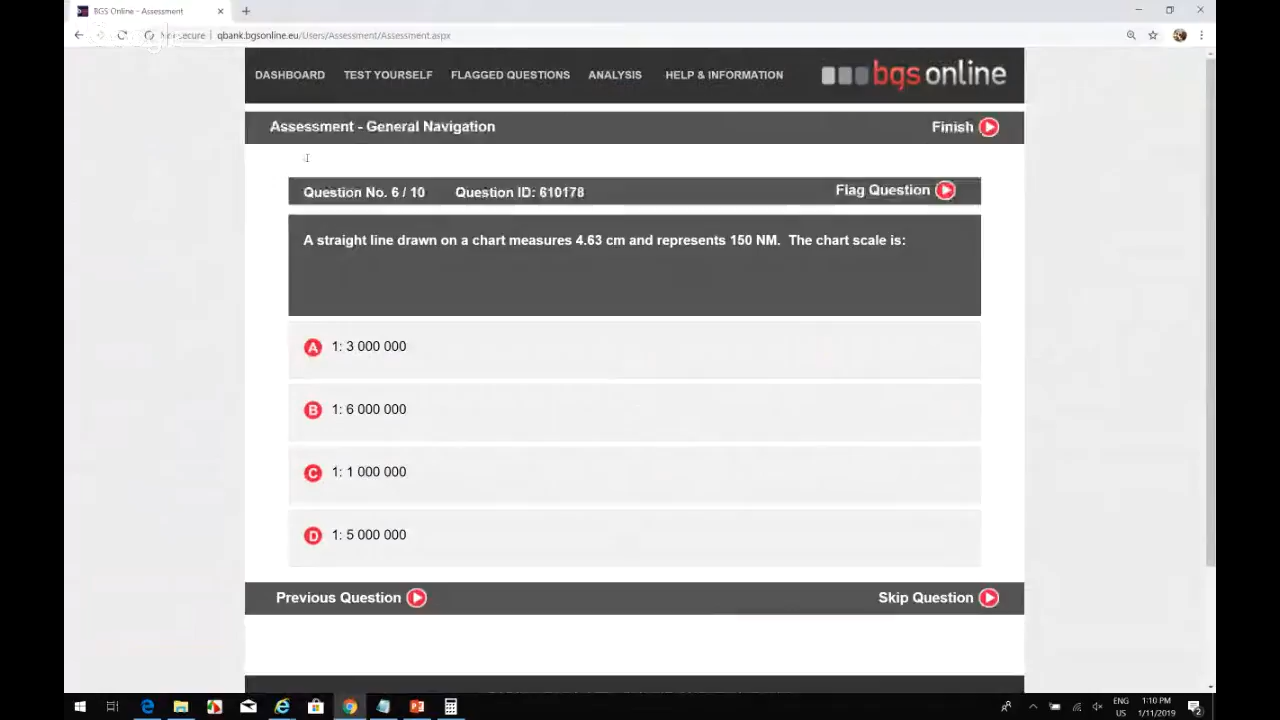 BGS Online - Assessment
qbank.bgsonline.eu/Users/Assessment/Assessment.aspx
DASHBOARD TEST YOURSELF FLAGGED QUESTIONS ANALYSIS HELP & INFORMATION bgs online
Assessment - General Navigation Finish
Question No. 6 / 10 Question ID: 610178 Flag Question
A straight line drawn on a chart measures 4.63 cm and represents 150 NM. The chart scale is:
A 1: 3 000 000
B 1: 6 000 000
C 1: 1 000 000
D 1: 5 000 000
Previous Question Skip Question
ENG 1:10 PM
US 1/11/2019